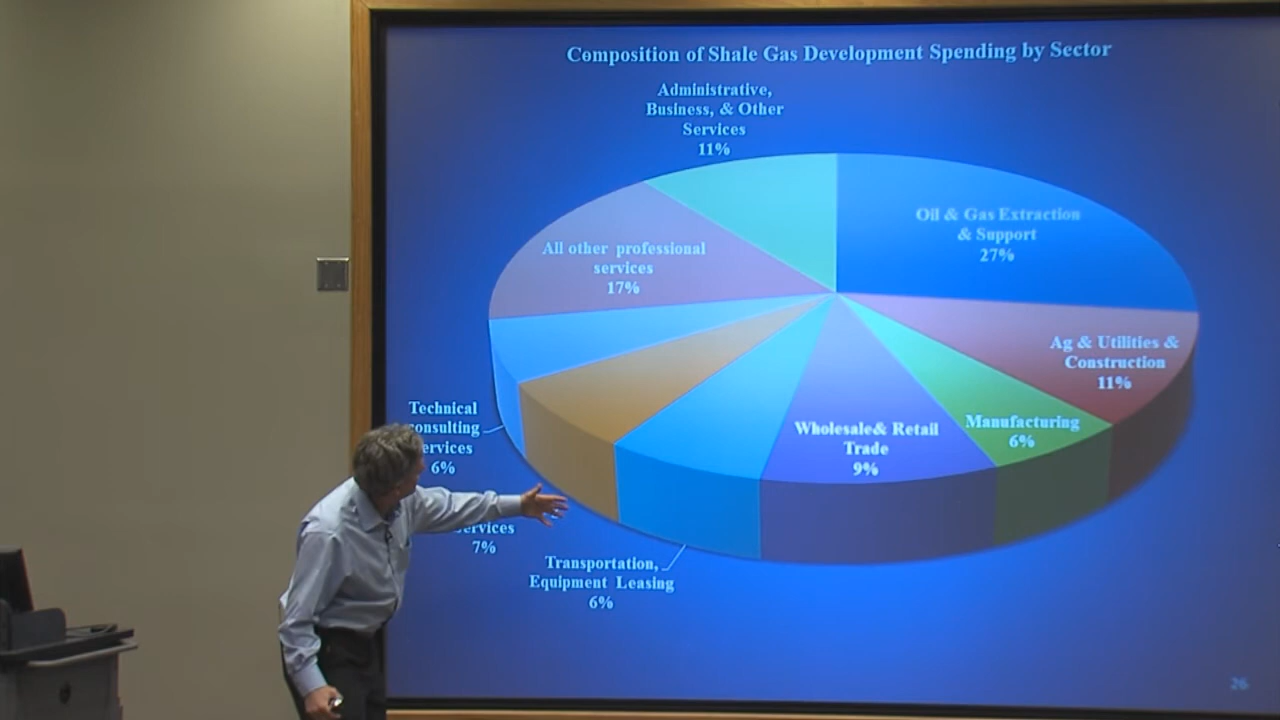 Composition of Shale Gas Development Spending by Sector
Administrative,
Business, & Other
Services
11%
Oil & Gas Extraction
& Support
27%
All other professional
services
17%
Ag & Utilities &
Construction
11%
Manufacturing
6%
Wholesale& Retail
Trade
9%
Technical
6%
7%
Transportation,
Equipment Leasing
6%
26